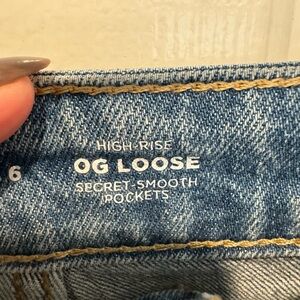 HIGH-RISE
6 OG LOOSE
SECRET-SMOOTH
POCKETS